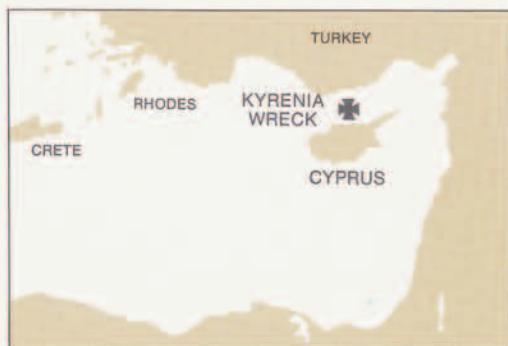 TURKEY
KYRENIA
WRECK
RHODES
CRETE
CYPRUS